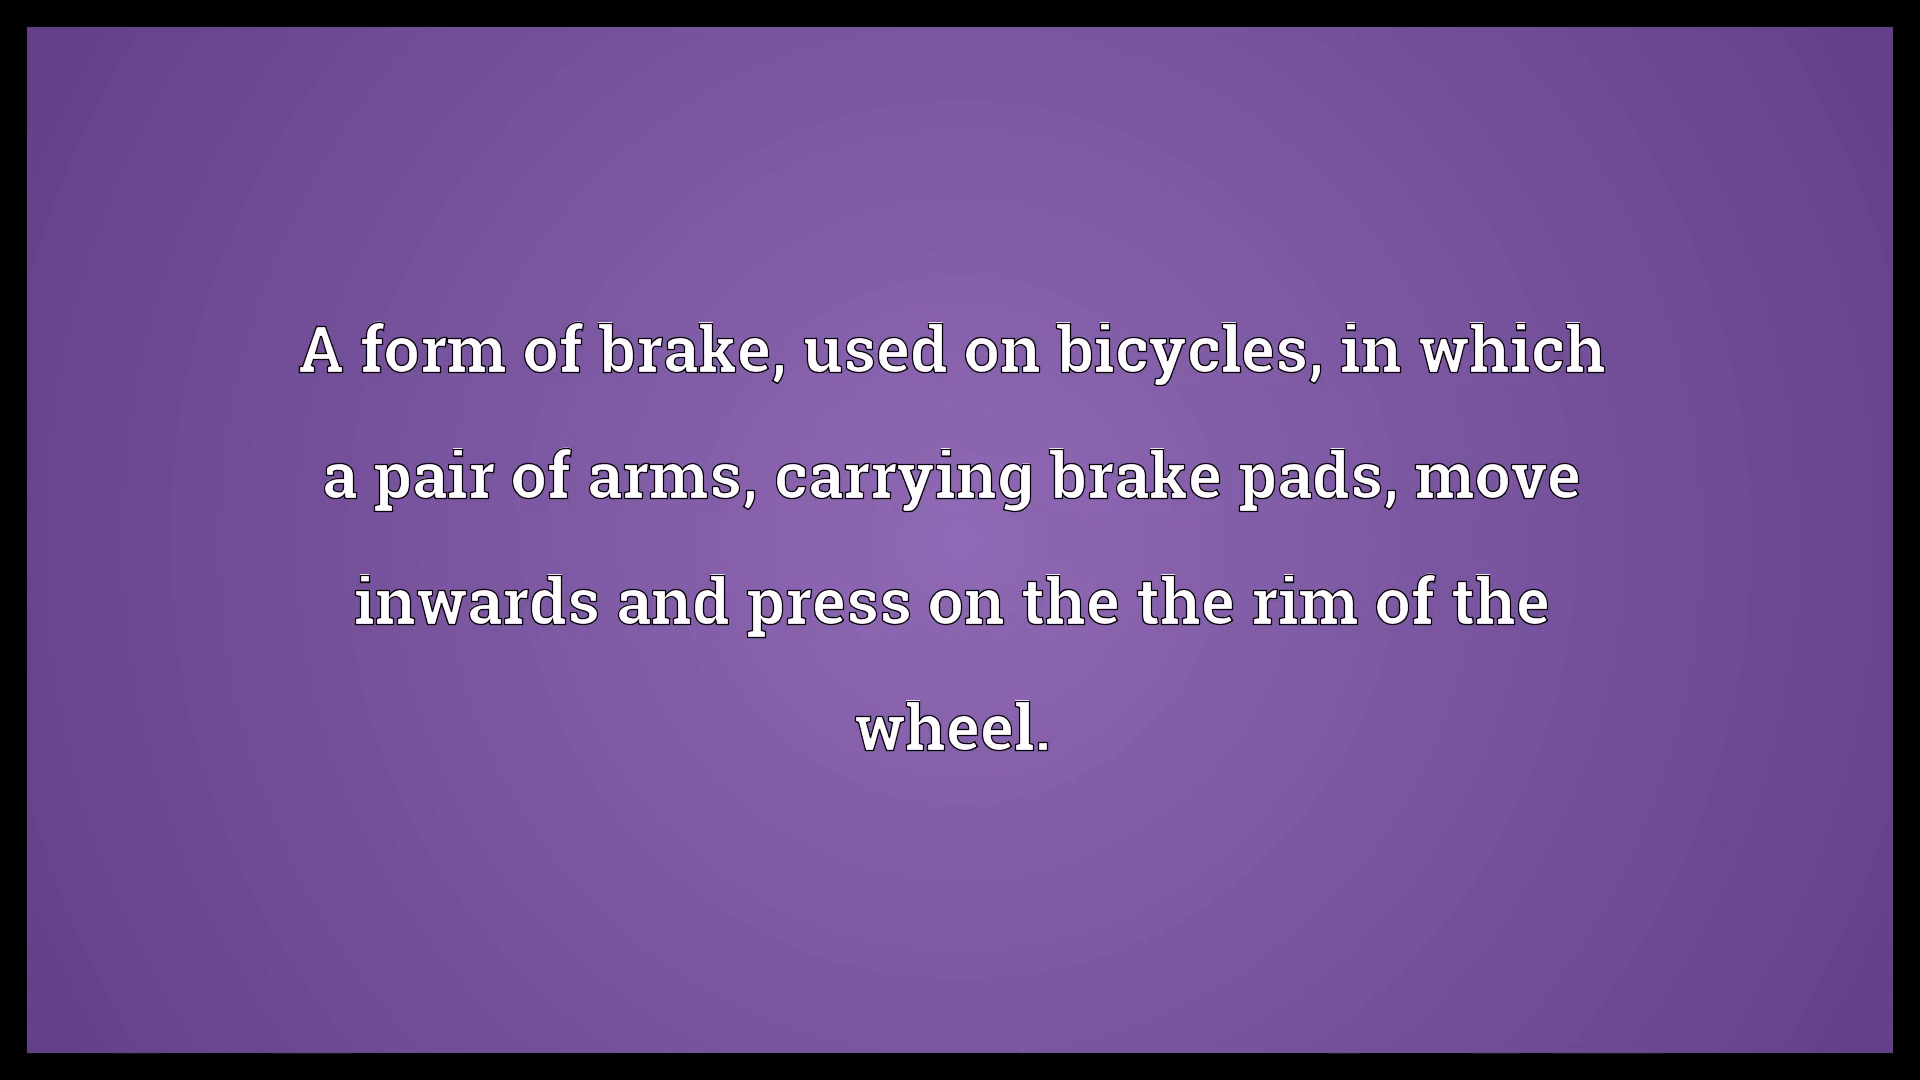 A form of brake, used on bicycles, in which
a pair of arms, carrying brake pads, move
inwards and press on the the rim of the
wheel.